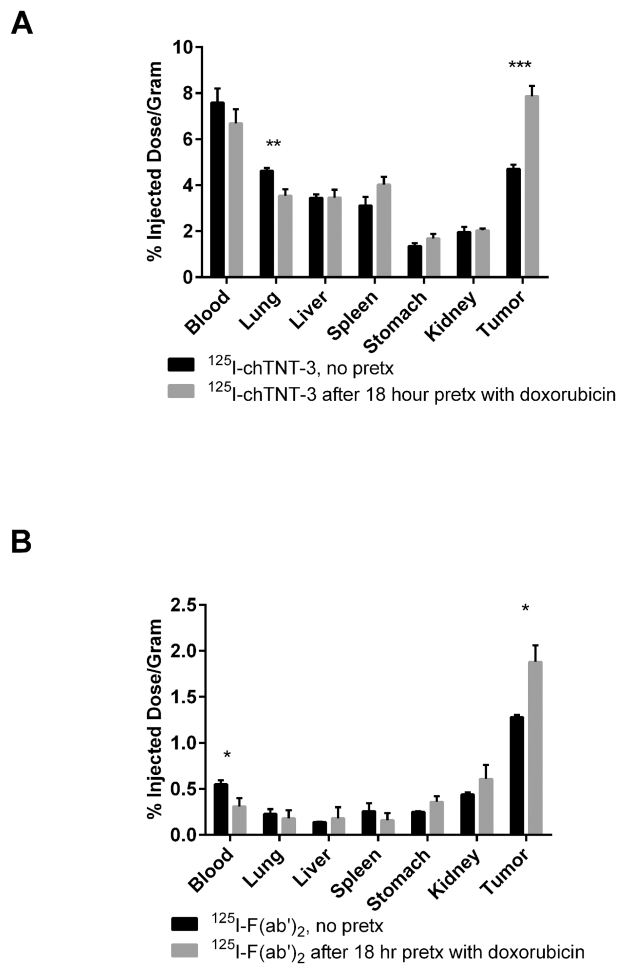 A
% Injected Dose/Gram
10
8
6
4
2
0
**
***
Blood
Lung
Liver
Spleen
Stomach
Kidney
Tumor
¹²⁵I-chTNT-3, no pretx
¹²⁵I-chTNT-3 after 18 hour pretx with doxorubicin
B
% Injected Dose/Gram
2.5
2.0
1.5
1.0
0.5
0.0
*
*
Blood
Lung
Liver
Spleen
Stomach
Kidney
Tumor
¹²⁵I-F(ab')₂, no pretx
¹²⁵I-F(ab')₂ after 18 hr pretx with doxorubicin